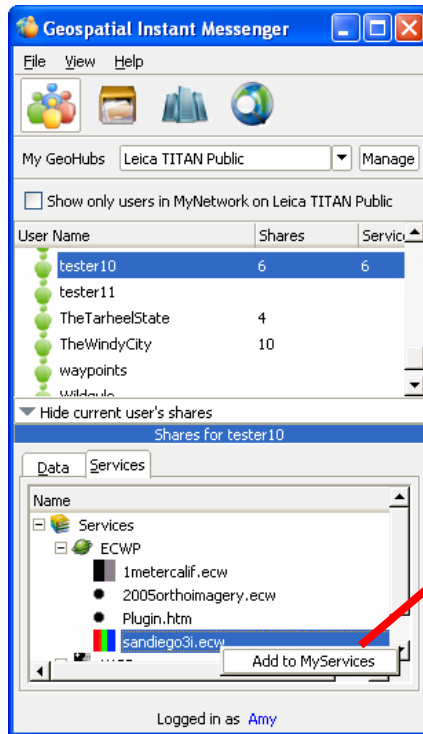 Geospatial Instant Messenger
File View Help
My GeoHubs Leica TITAN Public Manage
Show only users in MyNetwork on Leica TITAN Public
User Name Shares
tester10 6 6
tester11
TheTarheelState 4
TheWindyCity 10
waypoints
Hide current user's shares
Shares for tester10
Data Services
Name
Services
ECWP
1metercalif.ecw
2005orthoimagery.ecw
Plugin.htm
sandiego3i.ecw
Add to MyServices
Logged in as Amy